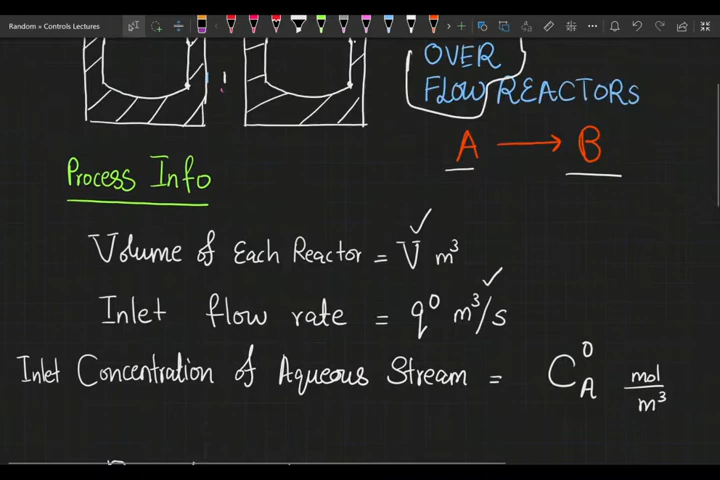 Random » Controls Lectures
OVER
FLOW REACTORS
A → B
Process Info
Volume of Each Reactor = V m³
Inlet flow rate = q⁰ m³/s
Inlet Concentration of Aqueous Stream = C_A⁰ mol/m³